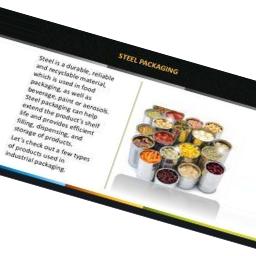 STEEL PACKAGING
Steel is a durable, reliable
and recyclable material,
which is used in food
packaging, as well as
beverage, paint or aerosols.
Steel packaging can help
extend the product's shelf
life and provides efficient
filling, dispensing, and
storage of products.
Let's check out a few types
of products used in
industrial packaging.